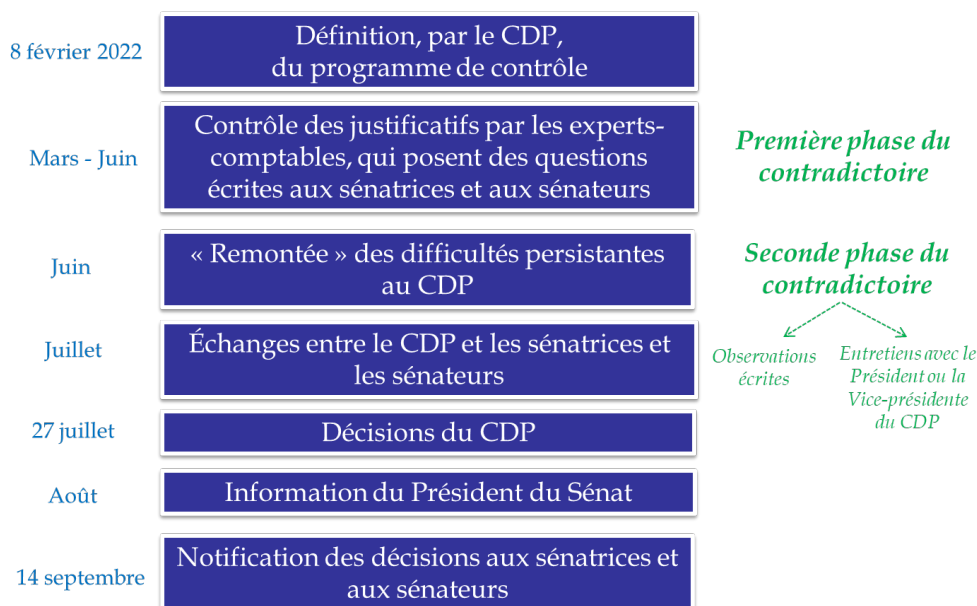 8 février 2022
Définition, par le CDP,
du programme de contrôle
Mars - Juin
Contrôle des justificatifs par les experts-
comptables, qui posent des questions
écrites aux sénatrices et aux sénateurs
Première phase du
contradictoire
Juin
« Remontée » des difficultés persistantes
au CDP
Seconde phase du
contradictoire
Juillet
Échanges entre le CDP et les sénatrices et
les sénateurs
Observations
écrites
Entretiens avec le
Président ou la
Vice-présidente
du CDP
27 juillet
Décisions du CDP
Août
Information du Président du Sénat
14 septembre
Notification des décisions aux sénatrices et
aux sénateurs